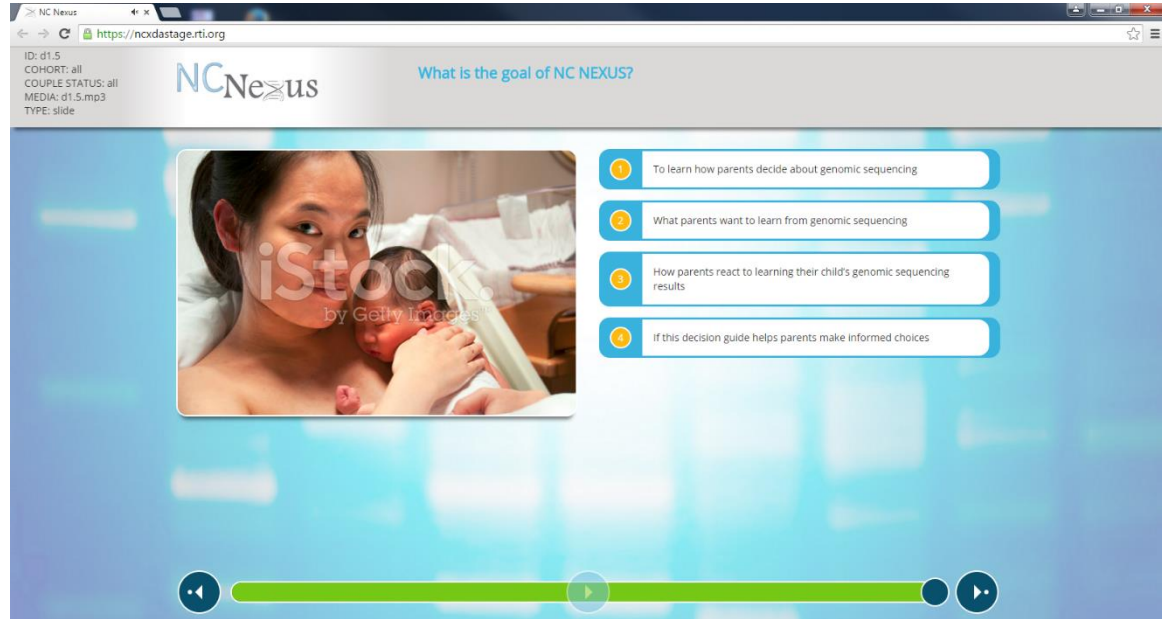 NC Nexus
https://ncxdastage.rti.org
ID: d1.5
COHORT: all
COUPLE STATUS: all
MEDIA: d1.5.mp3
TYPE: slide
NCNexus
What is the goal of NC NEXUS?
iStock.
by Getty Images
1 To learn how parents decide about genomic sequencing
2 What parents want to learn from genomic sequencing
3 How parents react to learning their child's genomic sequencing
results
4 If this decision guide helps parents make informed choices